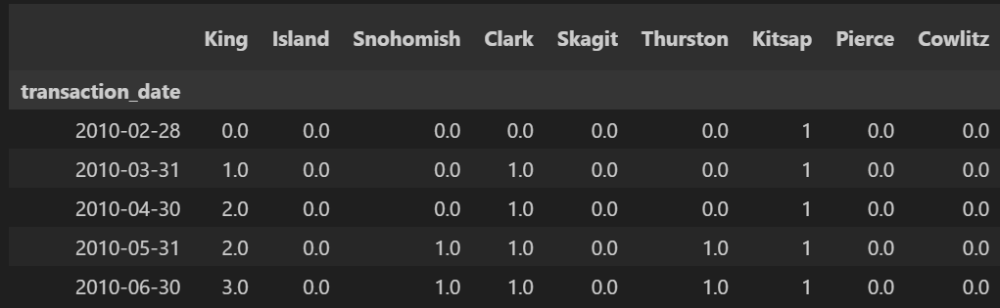 King Island Snohomish Clark Skagit Thurston Kitsap Pierce Cowlitz
transaction_date
2010-02-28 0.0 0.0 0.0 0.0 0.0 0.0 1 0.0 0.0
2010-03-31 1.0 0.0 0.0 1.0 0.0 0.0 1 0.0 0.0
2010-04-30 2.0 0.0 0.0 1.0 0.0 0.0 1 0.0 0.0
2010-05-31 2.0 0.0 1.0 1.0 0.0 1.0 1 0.0 0.0
2010-06-30 3.0 0.0 1.0 1.0 0.0 1.0 1 0.0 0.0